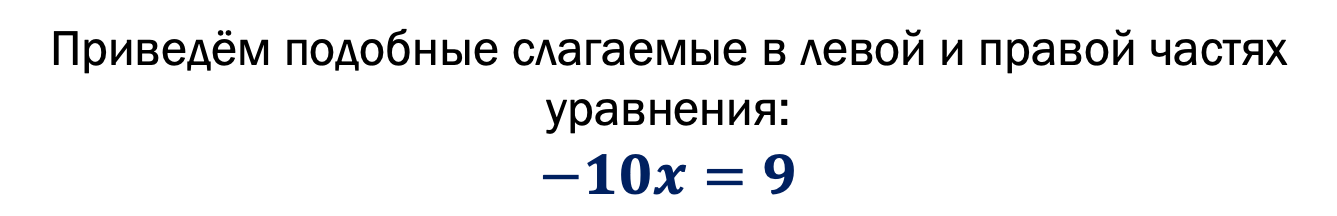 Приведём подобные слагаемые в левой и правой частях
уравнения:
−10x = 9